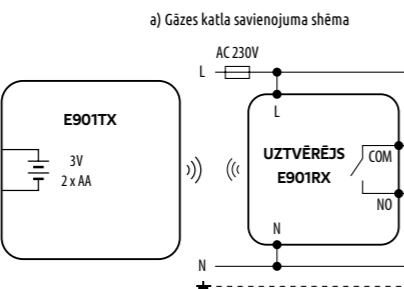 a) Gāzes katla savienojuma shēma
AC 230V
L
L
E901TX
3V
2 x AA
UZTVĒRĒJS
E901RX
COM
NO
N
N